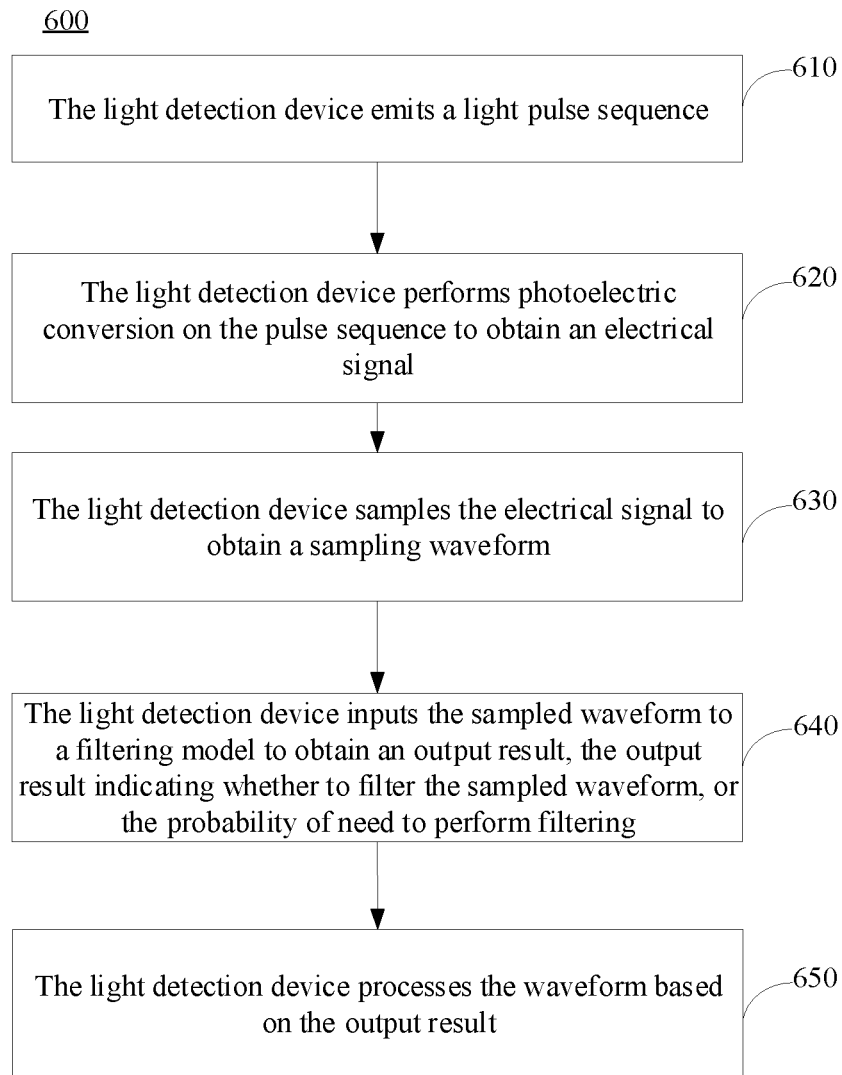 600
The light detection device emits a light pulse sequence
610
The light detection device performs photoelectric
conversion on the pulse sequence to obtain an electrical
signal
620
The light detection device samples the electrical signal to
obtain a sampling waveform
630
The light detection device inputs the sampled waveform to
a filtering model to obtain an output result, the output
result indicating whether to filter the sampled waveform, or
the probability of need to perform filtering
640
The light detection device processes the waveform based
on the output result
650